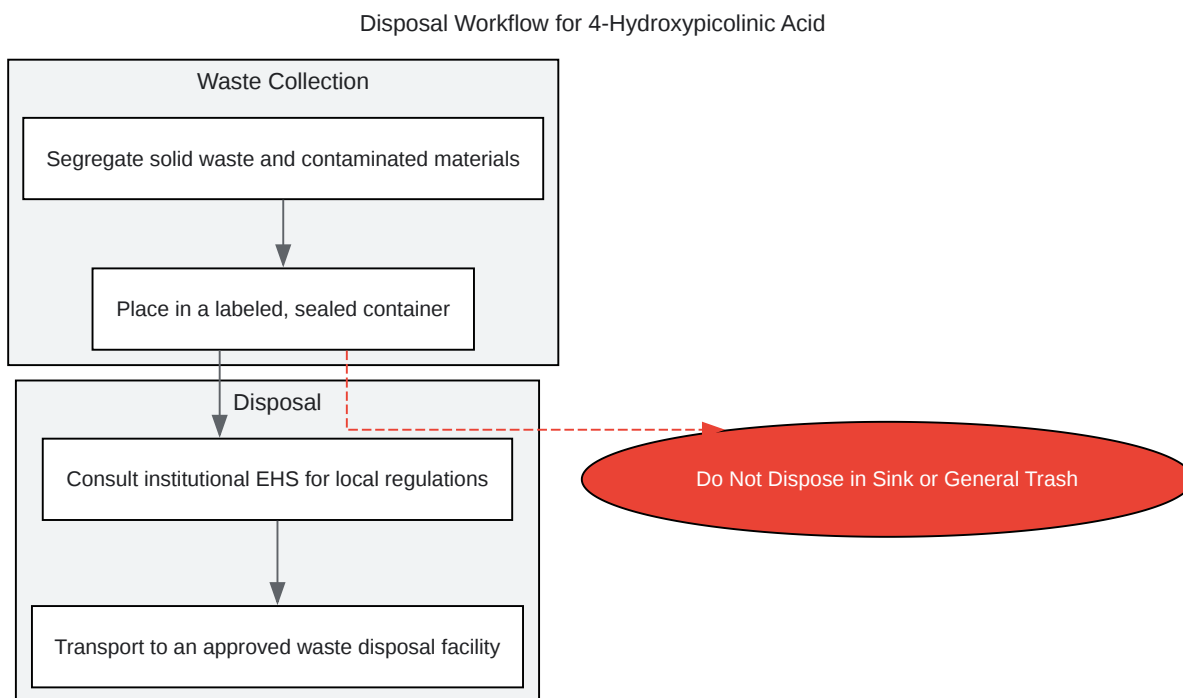 Disposal Workflow for 4-Hydroxypicolinic Acid
Waste Collection
Segregate solid waste and contaminated materials
Place in a labeled, sealed container
Disposal
Consult institutional EHS for local regulations
Do Not Dispose in Sink or General Trash
Transport to an approved waste disposal facility